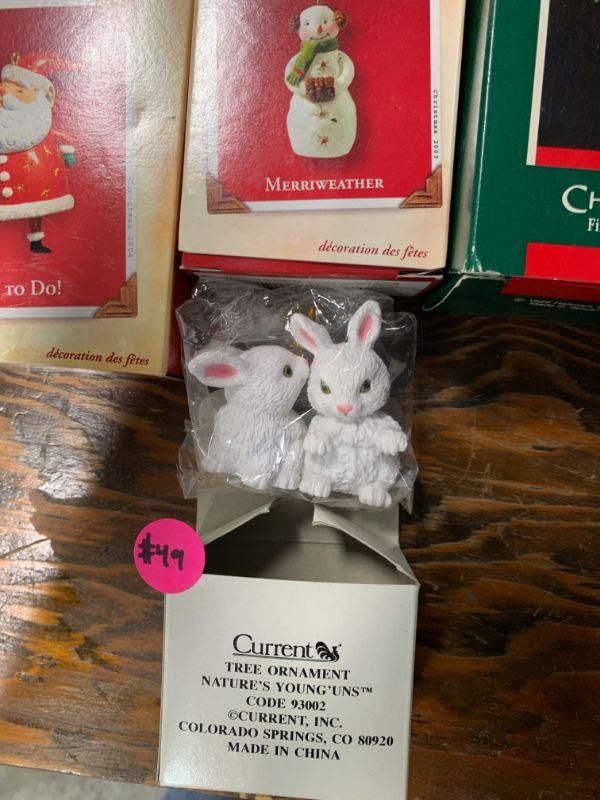 TO DO!
décoration des fêtes
Christmas 2004
MERRIWEATHER
Christmas 2003
décoration des fêtes
CH
Fi
#49
Current
TREE ORNAMENT
NATURE'S YOUNG'UNS™
CODE 93002
©CURRENT, INC.
COLORADO SPRINGS, CO 80920
MADE IN CHINA